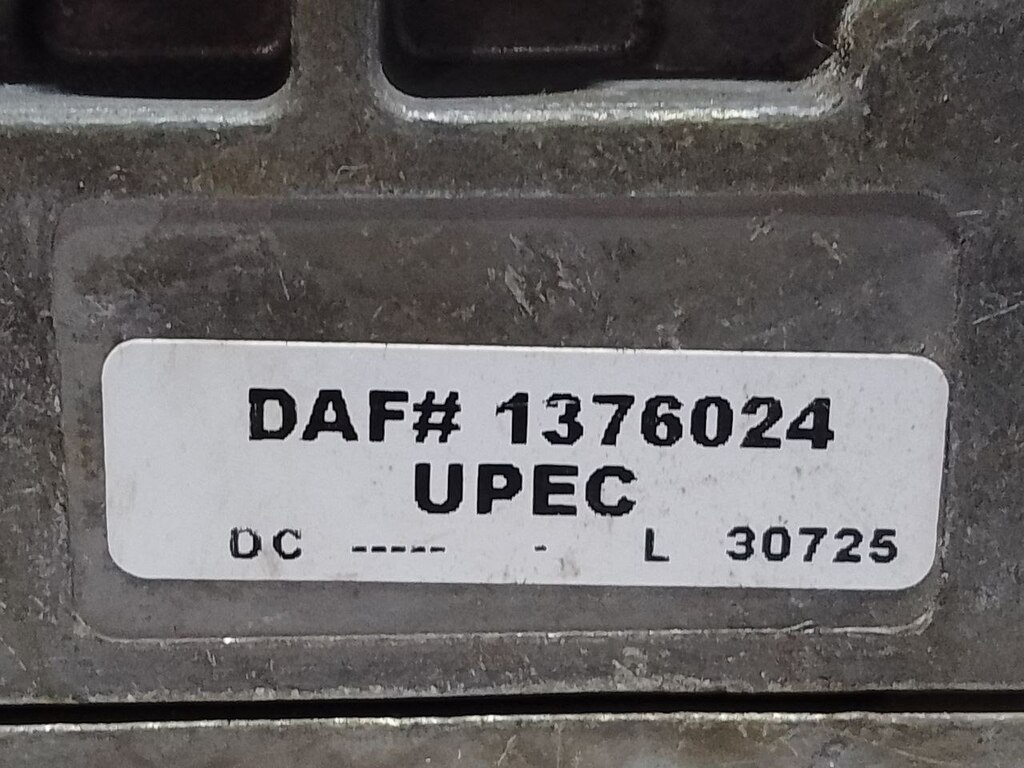 DAF# 1376024
UPEC
DC ----- - L 30725